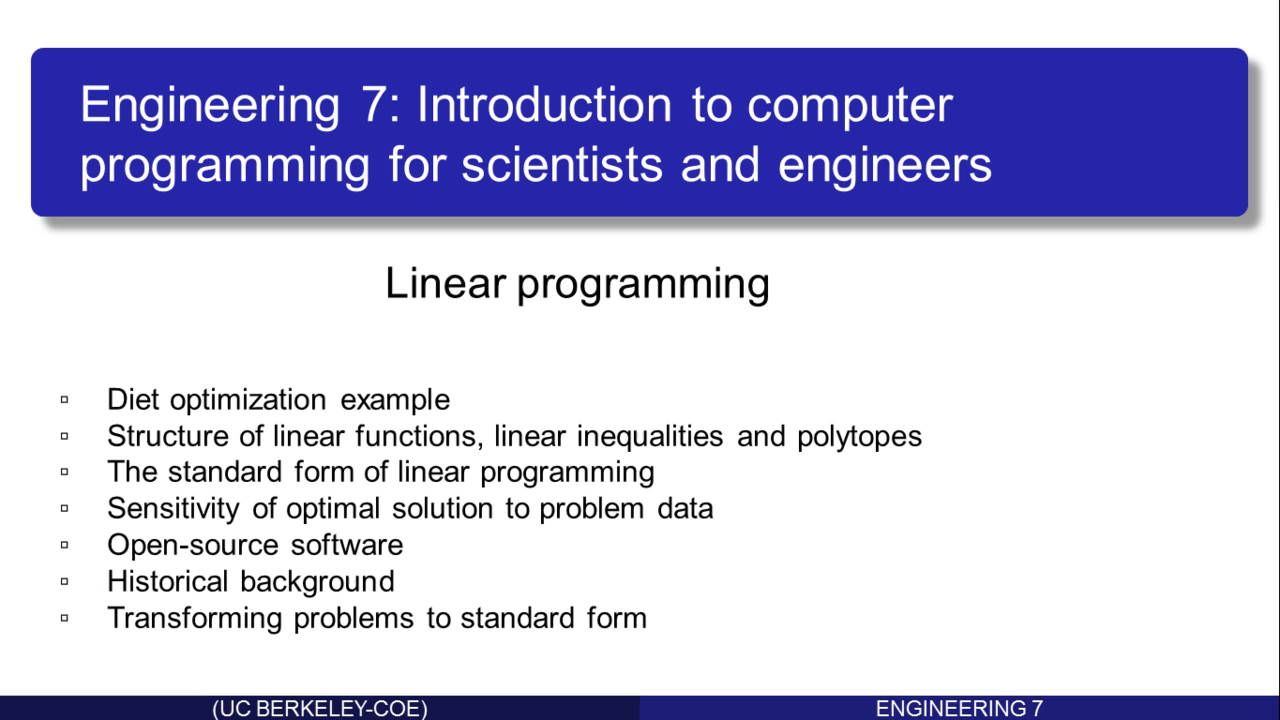 Engineering 7: Introduction to computer
programming for scientists and engineers
Linear programming
▫ Diet optimization example
▫ Structure of linear functions, linear inequalities and polytopes
▫ The standard form of linear programming
▫ Sensitivity of optimal solution to problem data
▫ Open-source software
▫ Historical background
▫ Transforming problems to standard form
(UC BERKELEY-COE) ENGINEERING 7